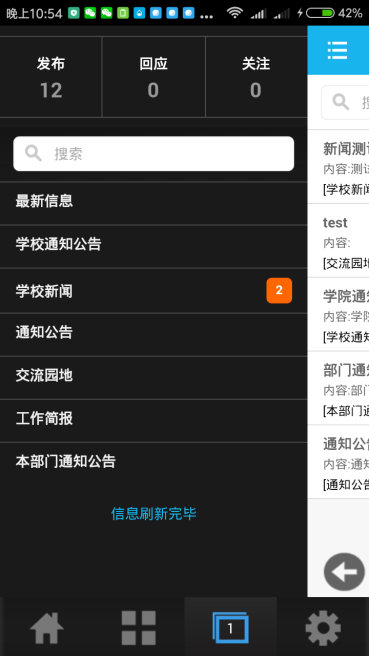 晚上10:54 ... 42%
发布 回应 关注
12 0 0
搜索
最新信息
学校通知公告
学校新闻 2
通知公告
交流园地
工作简报
本部门通知公告
信息刷新完毕
1
新闻测
内容:测
[学校新
test
内容:
[交流园
学院通
内容:学
[学校通
部门通
内容:部
[本部门
通知公
内容:通
[通知公